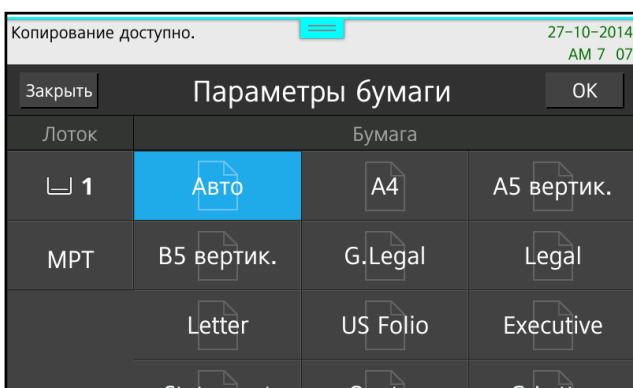 Копирование доступно.
27-10-2014
AM 7 07
Закрыть
Параметры бумаги
OK
Лоток
Бумага
1
Авто
A4
A5 вертик.
MPT
B5 вертик.
G.Legal
Legal
Letter
US Folio
Executive